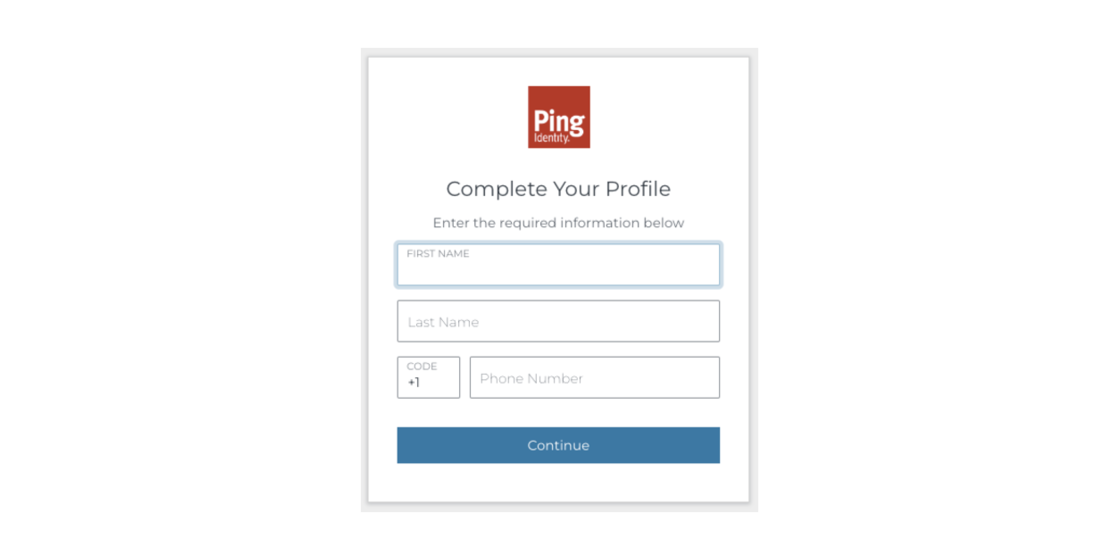 Ping
Identity.
Complete Your Profile
Enter the required information below
FIRST NAME
Last Name
CODE
+1
Phone Number
Continue